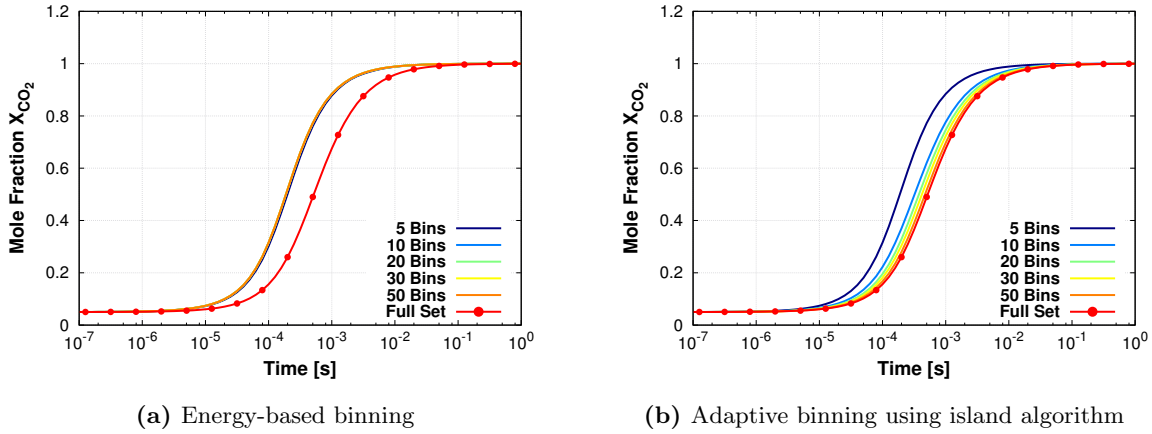 1.2
1
0.8
0.6
0.4
0.2
0
Mole Fraction X_CO₂
5 Bins
10 Bins
20 Bins
30 Bins
50 Bins
Full Set
10⁻⁷ 10⁻⁶ 10⁻⁵ 10⁻⁴ 10⁻³ 10⁻² 10⁻¹ 10⁰
Time [s]
(a) Energy-based binning
1.2
1
0.8
0.6
0.4
0.2
0
Mole Fraction X_CO₂
5 Bins
10 Bins
20 Bins
30 Bins
50 Bins
Full Set
10⁻⁷ 10⁻⁶ 10⁻⁵ 10⁻⁴ 10⁻³ 10⁻² 10⁻¹ 10⁰
Time [s]
(b) Adaptive binning using island algorithm